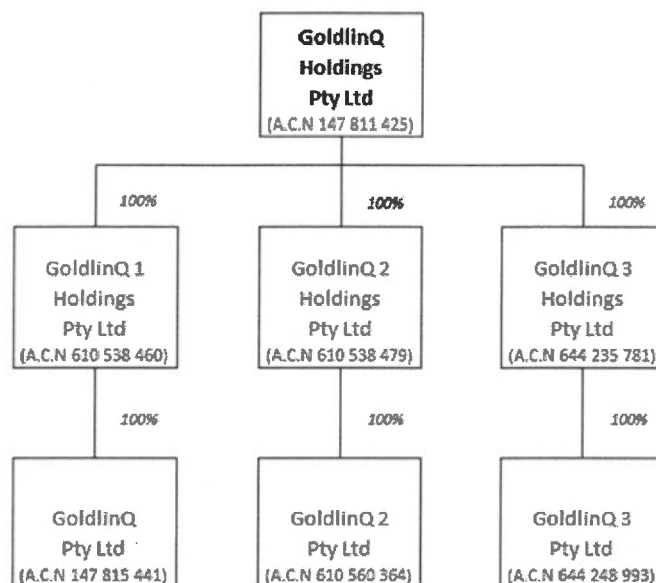 GoldlinQ
Holdings
Pty Ltd
(A.C.N 147 811 425)
100%
100%
100%
GoldlinQ 1
Holdings
Pty Ltd
(A.C.N 610 538 460)
GoldlinQ 2
Holdings
Pty Ltd
(A.C.N 610 538 479)
GoldlinQ 3
Holdings
Pty Ltd
(A.C.N 644 235 781)
100%
100%
100%
GoldlinQ
Pty Ltd
(A.C.N 147 815 441)
GoldlinQ 2
Pty Ltd
(A.C.N 610 560 364)
GoldlinQ 3
Pty Ltd
(A.C.N 644 248 993)